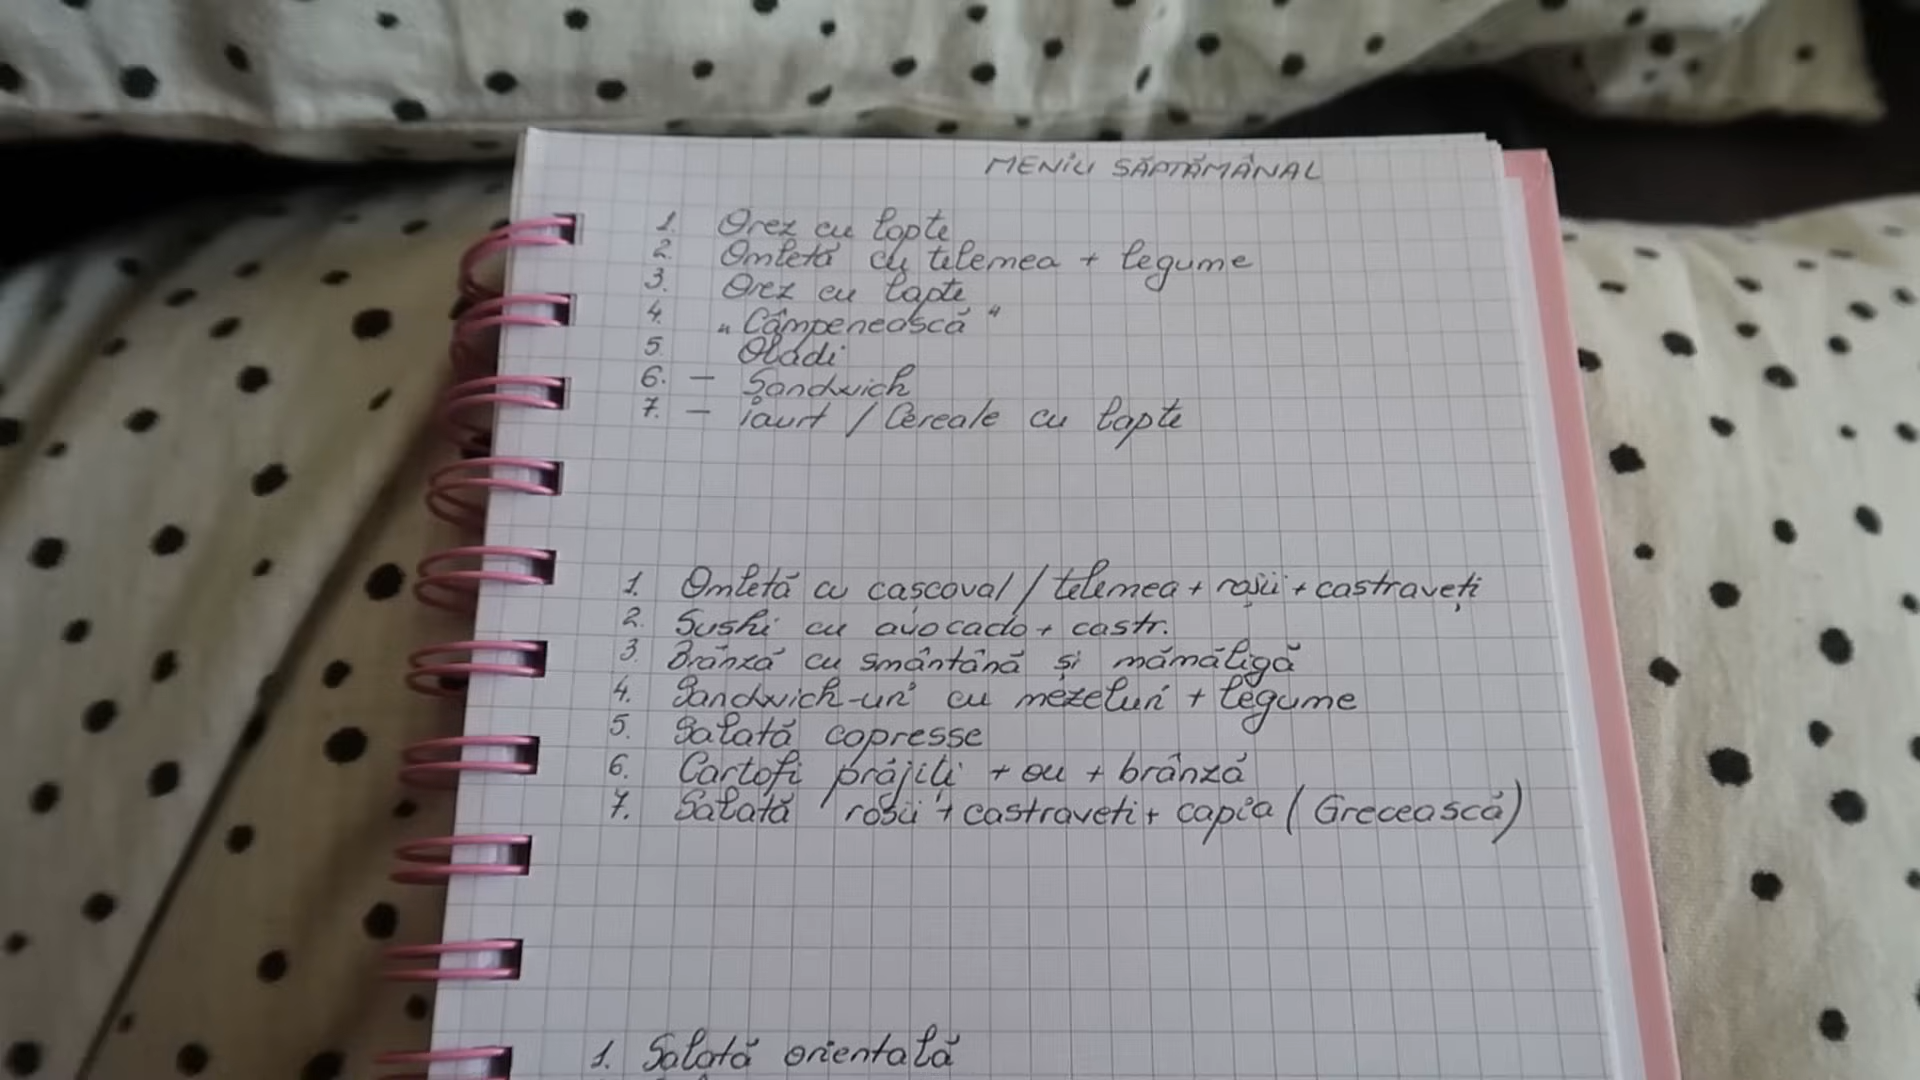 MENIU SĂPTĂMÂNAL
1. Orez cu lapte
2. Omletă cu telemea + legume
3. Orez cu lapte
4. „Câmpenească"
5. Oladi
6. — Sandwich
7. — iaurt / Cereale cu lapte
1. Omletă cu cașcoval / telemea + roșii + castraveți
2. Sushi cu avocado + castr.
3. Brânză cu smântână și mămăligă
4. Sandwich-uri cu mezeluri + legume
5. Salată copresse
6. Cartofi prăjiți + ou + brânză
7. Salată roșii + castraveți + capia (Grecească)
1. Salată orientală